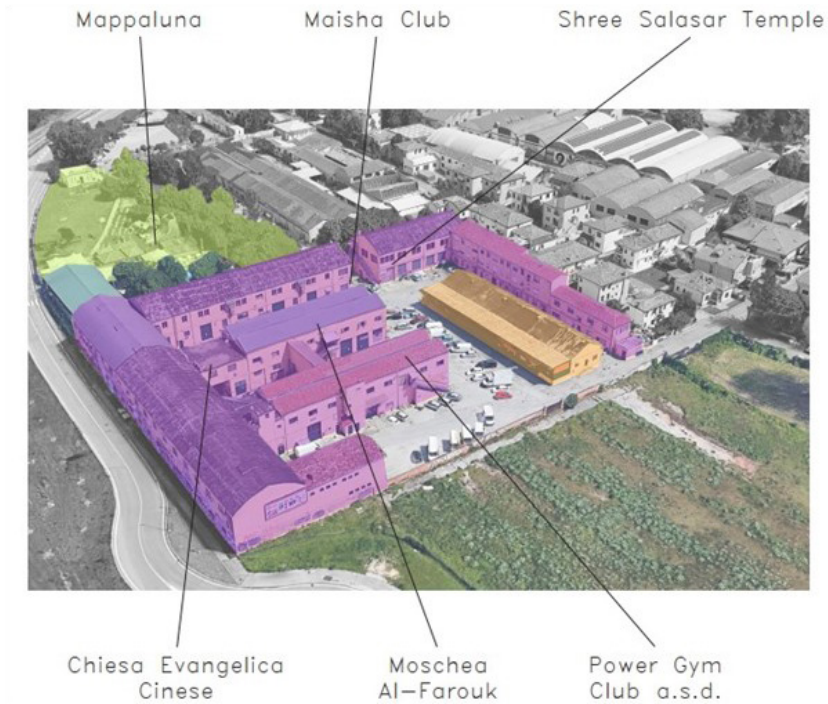 Mappaluna
Maisha Club
Shree Salasar Temple
Chiesa Evangelica
Cinese
Moschea
Al-Farouk
Power Gym
Club a.s.d.